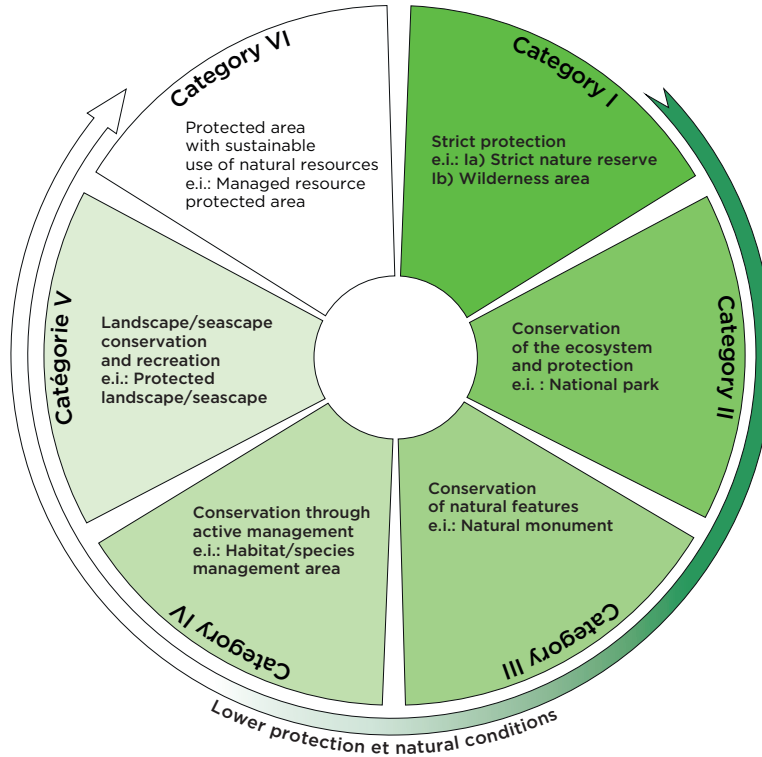 Category I
Strict protection
e.i.: Ia) Strict nature reserve
Ib) Wilderness area
Category II
Conservation
of the ecosystem
and protection
e.i. : National park
Category III
Conservation
of natural features
e.i.: Natural monument
Category IV
Conservation through
active management
e.i.: Habitat/species
management area
Catégorie V
Landscape/seascape
conservation
and recreation
e.i.: Protected
landscape/seascape
Category VI
Protected area
with sustainable
use of natural resources
e.i.: Managed resource
protected area
Lower protection et natural conditions